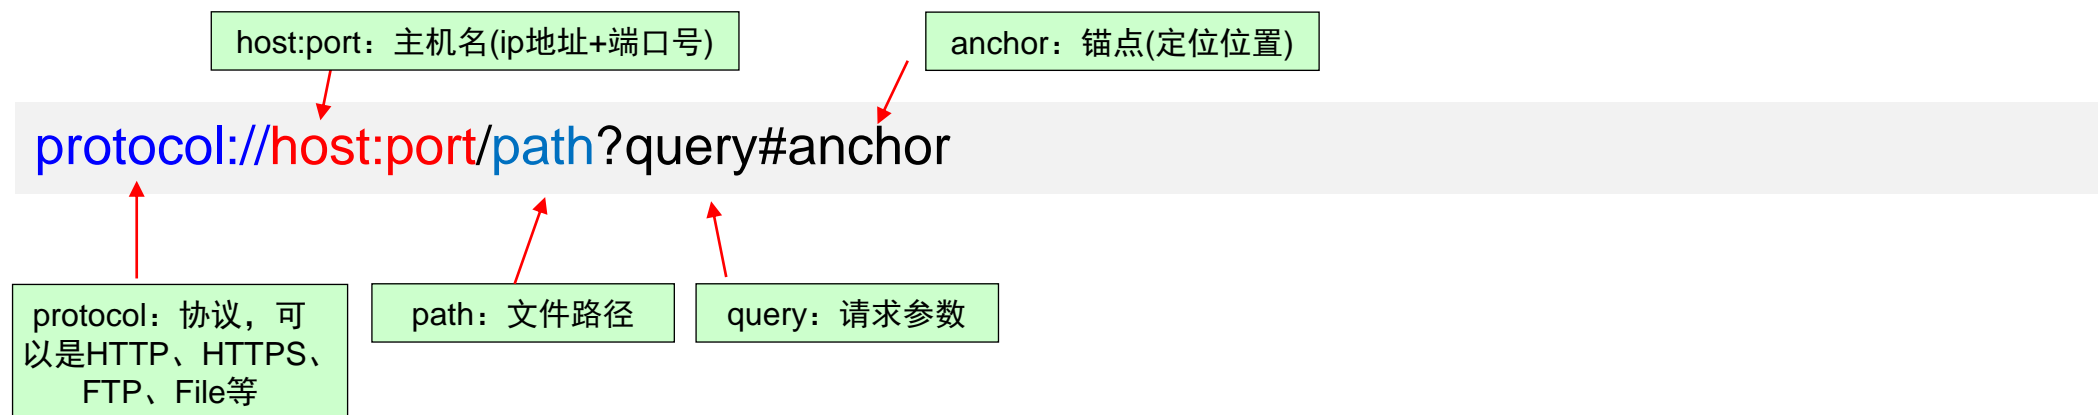 host:port：主机名(ip地址+端口号)
anchor：锚点(定位位置)
protocol://host:port/path?query#anchor
protocol：协议，可
以是HTTP、HTTPS、
FTP、File等
path：文件路径
query：请求参数